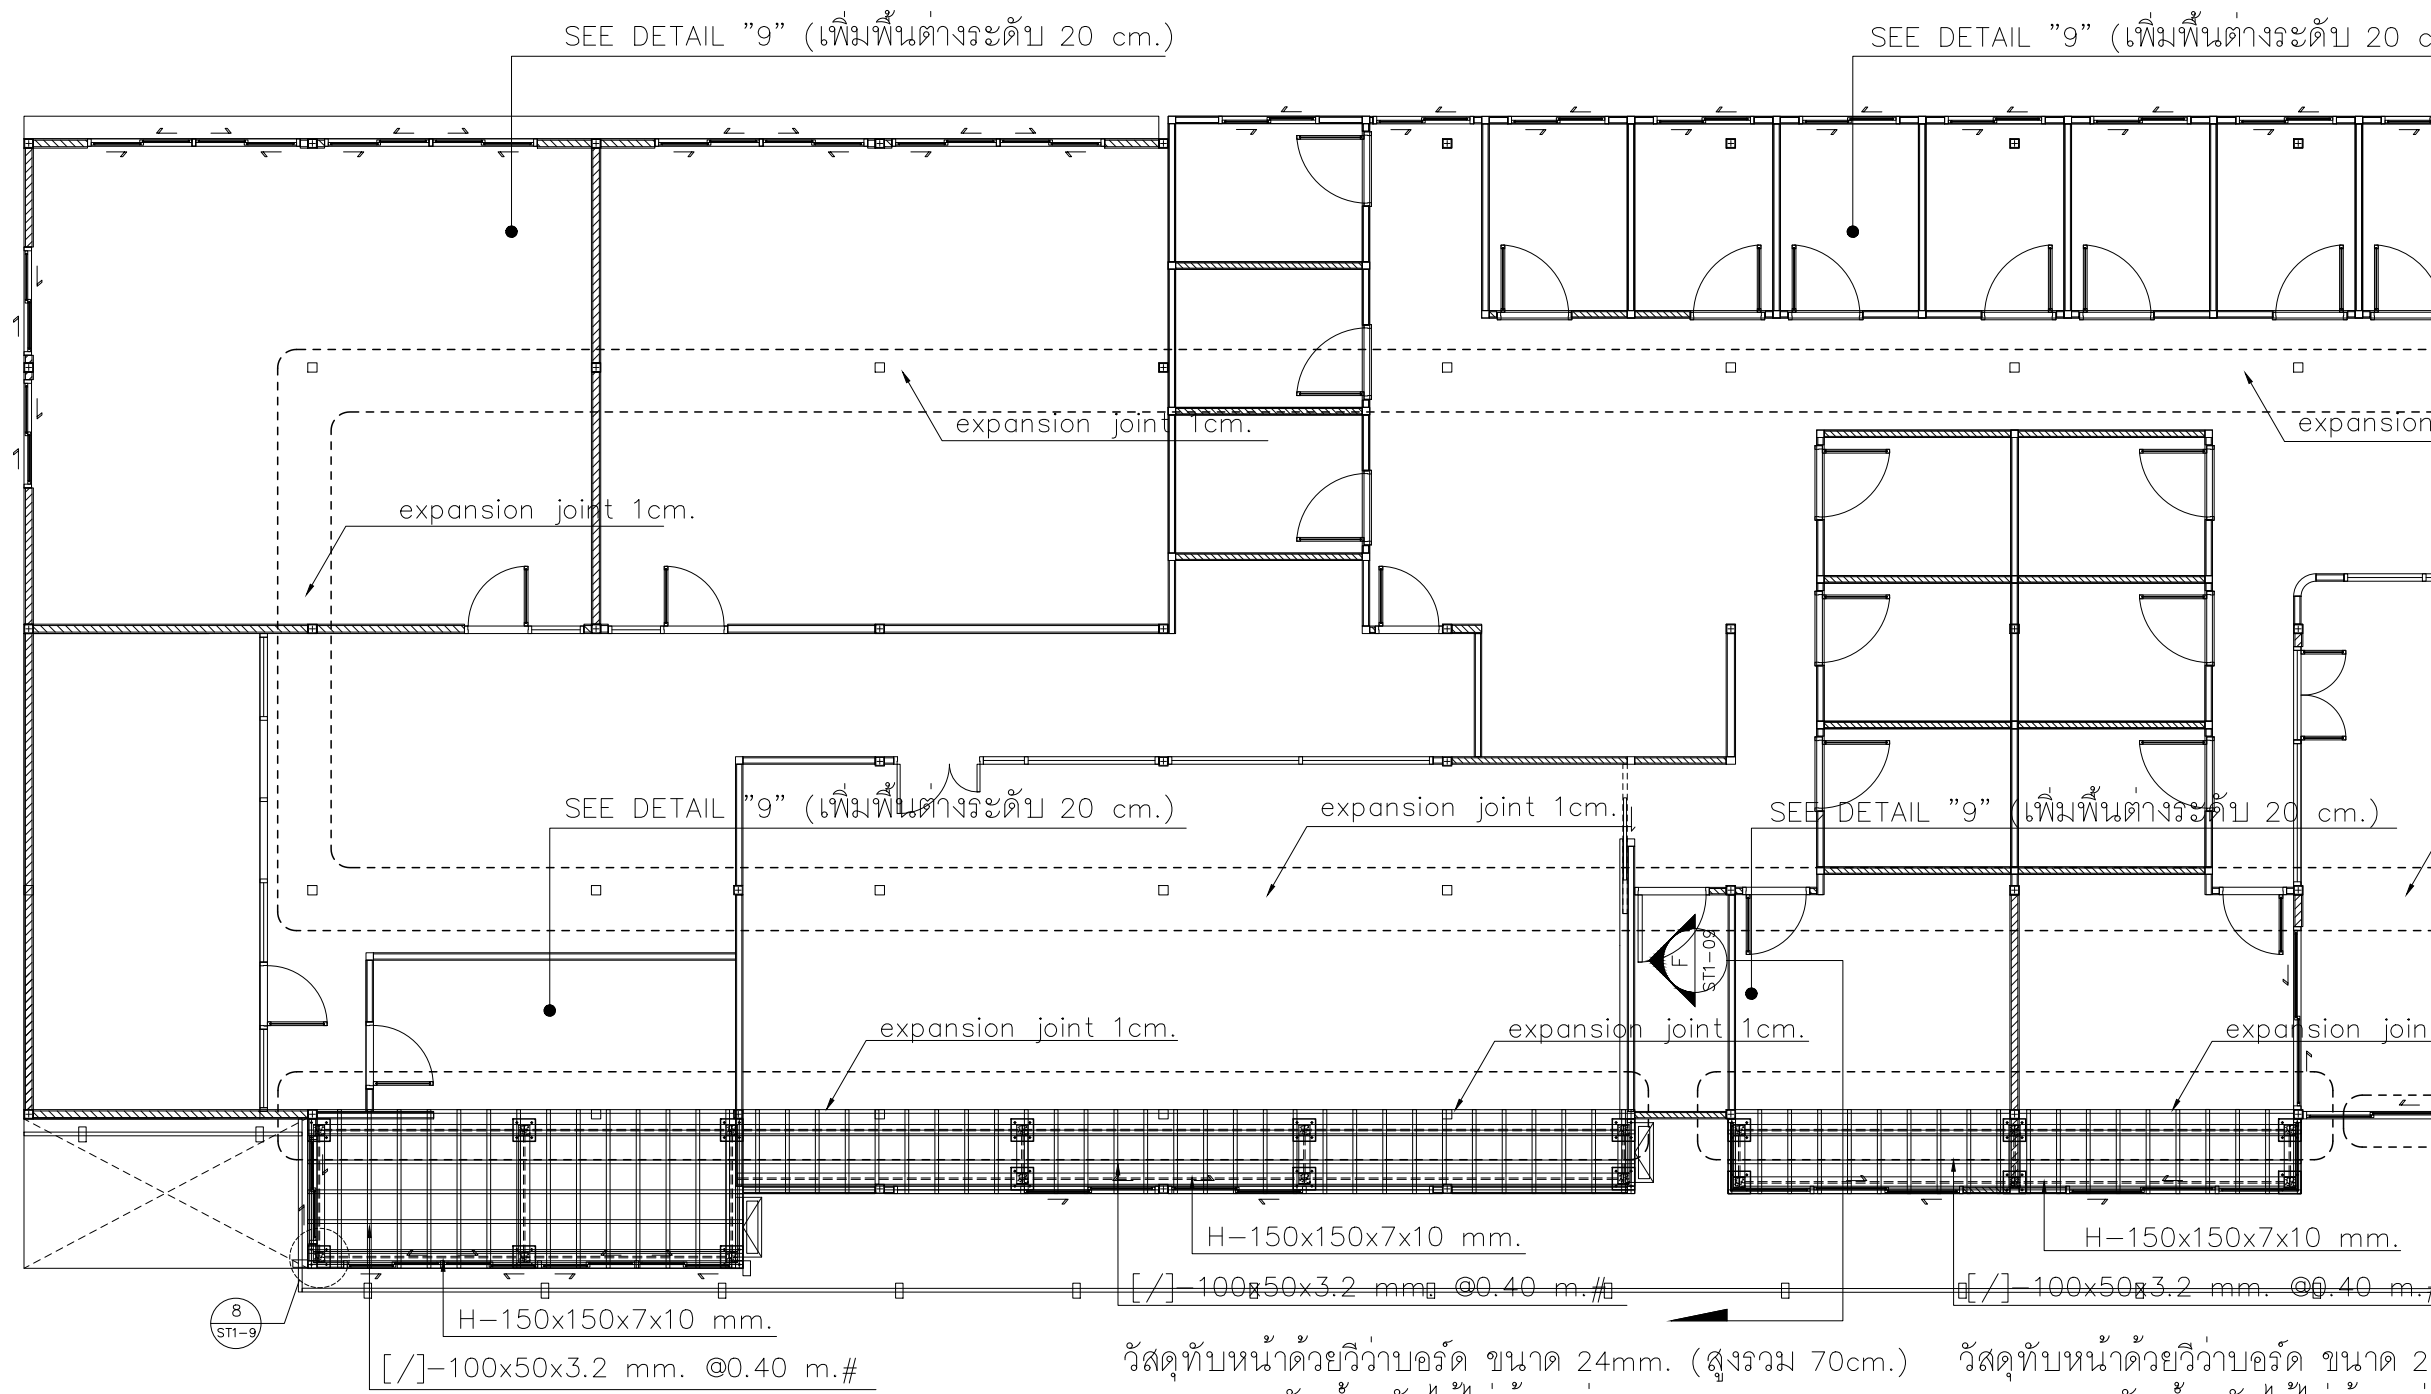 SEE DETAIL "9" (เพิ่มพื้นต่างระดับ 20 cm.)
SEE DETAIL "9" (เพิ่มพื้นต่างระดับ 20
expansion joint 1cm.
expansion
expansion joint 1cm.
SEE DETAIL "9" (เพิ่มพื้นต่างระดับ 20 cm.)
expansion joint 1cm.
SEE DETAIL "9" (เพิ่มพื้นต่างระดับ 20 cm.)
F
ST1-09
expansion joint 1cm.
expansion joint 1cm.
expansion join
H-150x150x7x10 mm.
H-150x150x7x10 mm.
[/]-100x50x3.2 mm. @0.40 m.#
[/]-100x50x3.2 mm. @0.40 m.#
8
ST1-9
H-150x150x7x10 mm.
[/]-100x50x3.2 mm. @0.40 m.#
วัสดุทับหน้าด้วยวีว่าบอร์ด ขนาด 24mm. (สูงรวม 70cm.)
วัสดุทับหน้าด้วยวีว่าบอร์ด ขนาด 2